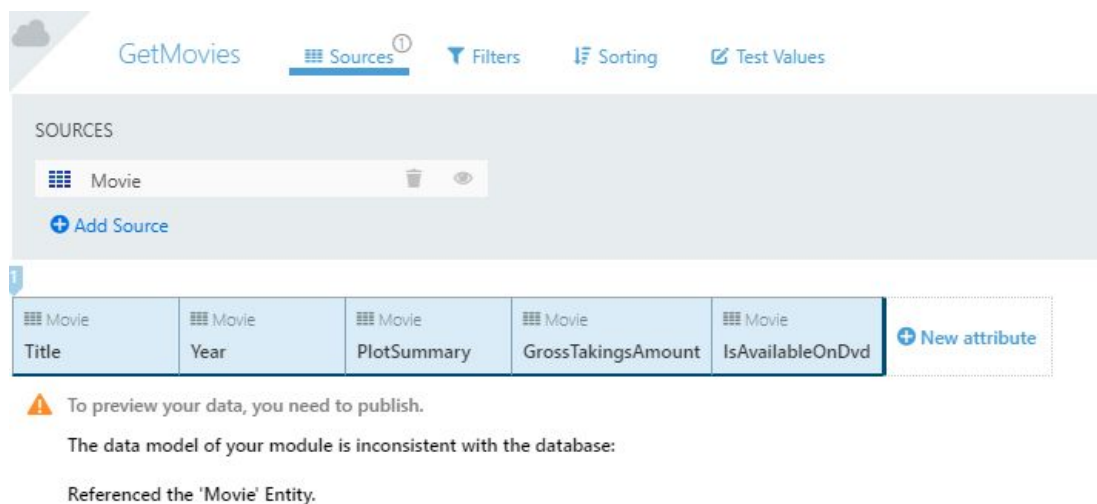 GetMovies Sources 1 Filters Sorting Test Values
SOURCES
Movie
Add Source
1
Movie Movie Movie Movie Movie
Title Year PlotSummary GrossTakingsAmount IsAvailableOnDvd New attribute
To preview your data, you need to publish.
The data model of your module is inconsistent with the database:
Referenced the 'Movie' Entity.